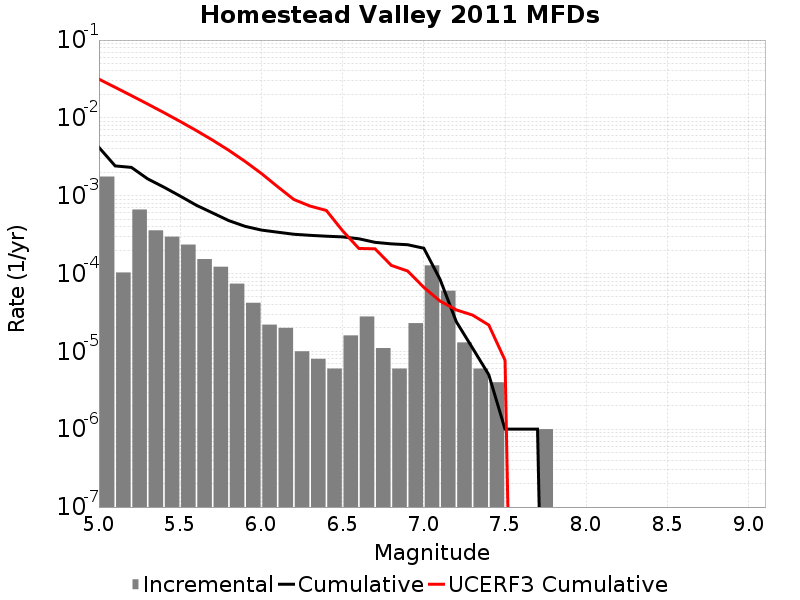 Homestead Valley 2011 MFDs
Rate (1/yr)
10-1
10-2
10-3
10-4
10-5
10-6
10-7
5.0 5.5 6.0 6.5 7.0 7.5 8.0 8.5 9.0
Magnitude
Incremental Cumulative UCERF3 Cumulative